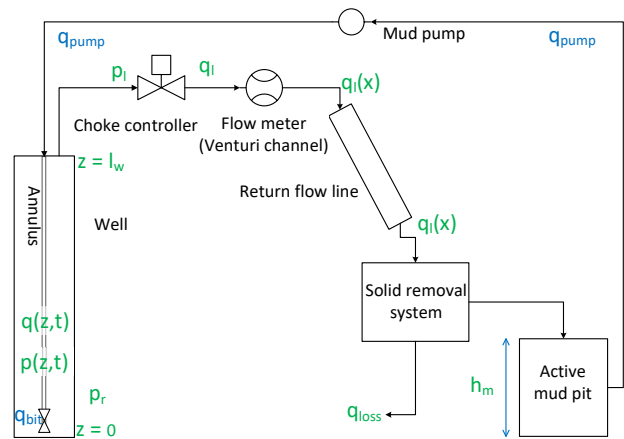 q_pump
Mud pump
q_pump
p_l
q_l
q_l(x)
Choke controller
Flow meter
(Venturi channel)
z = l_w
Return flow line
Annulus
Well
q_l(x)
Solid removal
system
q(z,t)
p(z,t)
p_r
h_m
Active
mud pit
q_bit
z = 0
q_loss